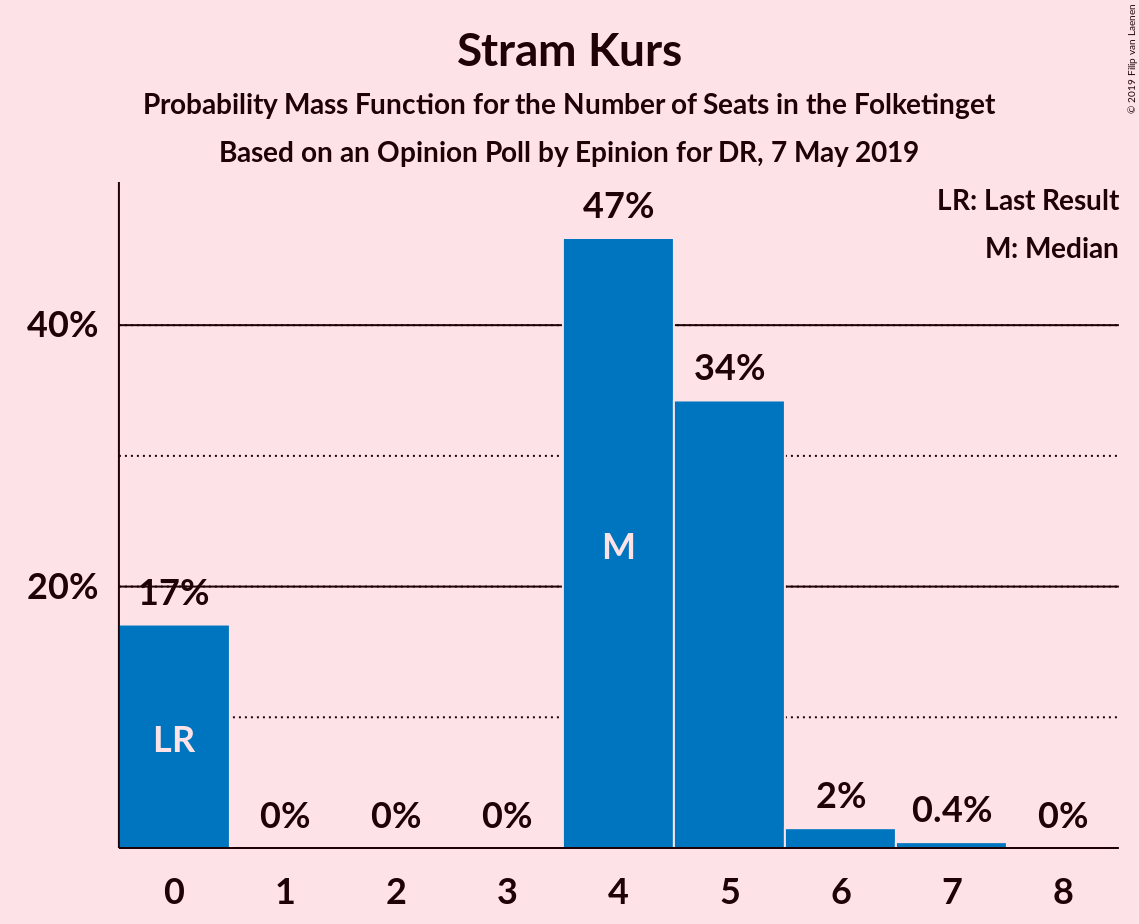 Stram Kurs
Probability Mass Function for the Number of Seats in the Folketinget
Based on an Opinion Poll by Epinion for DR, 7 May 2019
© 2019 Filip van Laenen
LR: Last Result
M: Median
47%
40%
34%
M
20%
17%
LR
0%
0%
0%
2%
0.4%
0%
0 1 2 3 4 5 6 7 8